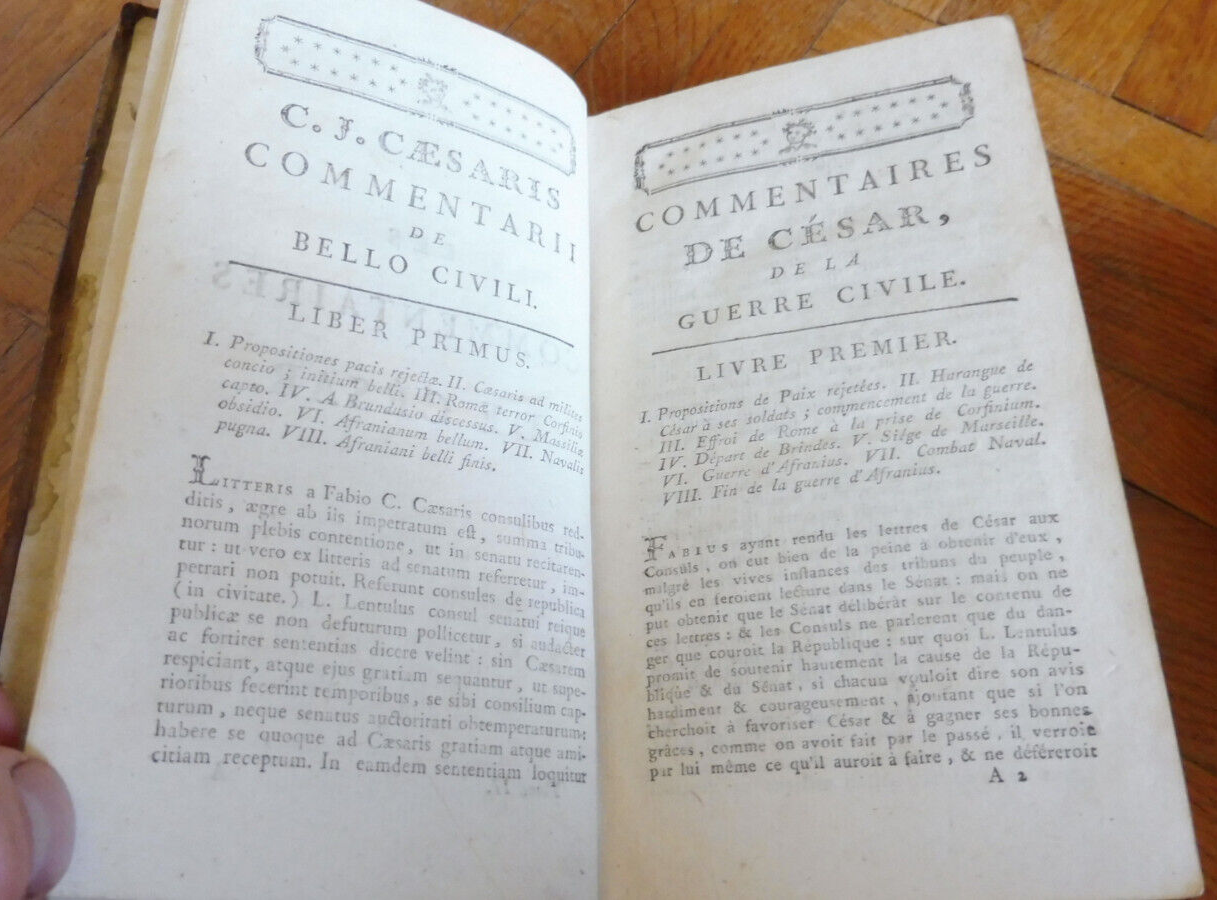 C. J. CÆSARIS
COMMENTARII
DE
BELLO CIVILI.
LIBER PRIMUS.
I. Propositiones pacis rejectæ. II. Cæsaris ad milites
concio ; initium belli. III. Romæ terror Corfinio
capto. IV. A. Brundusio discessus. V. Massiliæ
obsidio. VI. Afranianum bellum. VII. Navalis
pugna. VIII. Afraniani belli finis.
LITTERIS a Fabio C. Cæsaris consulibus red-
ditis, ægre ab iis impetratum est, summa tribu-
norum plebis contentione, ut in senatu recitaren-
tur : ut vero ex litteris ad senatum referretur, im-
petrari non potuit. Referunt consules de republica
( in civitate. ) L. Lentulus consul senatui reique
publicæ se non defuturum pollicetur, si audacter
ac fortiter sententias dicere velint : sin Cæsarem
respiciant, atque ejus gratiam sequantur, ut supe-
rioribus fecerint temporibus, se sibi consilium cap-
turum, neque senatus auctoritati obtemperaturum:
habere se quoque ad Cæsaris gratiam atque ami-
citiam receptum. In eamdem sententiam loquitur
COMMENTAIRES
DE CÉSAR,
DE LA
GUERRE CIVILE.
LIVRE PREMIER.
I. Propositions de Paix rejetées. II. Harangue de
César à ses soldats ; commencement de la guerre.
III. Effroi de Rome à la prise de Corfinium.
IV. Départ de Brindes. V. Siége de Marseille.
VI. Guerre d'Afranius. VII. Combat Naval.
VIII. Fin de la guerre d'Afranius.
FABIUS ayant rendu les lettres de César aux
Consuls, on eut bien de la peine à obtenir d'eux,
malgré les vives instances des tribuns du peuple,
qu'ils en feroient lecture dans le Sénat : mais on ne
put obtenir que le Sénat délibérât sur le contenu de
ces lettres : & les Consuls ne parlerent que du dan-
ger que couroit la République : sur quoi L. Lentulus
promit de soutenir hautement la cause de la Répu-
blique & du Sénat, si chacun vouloit dire son avis
hardiment & courageusement, ajoutant que si l'on
cherchoit à favoriser César & à gagner ses bonnes
grâces, comme on avoit fait par le passé, il verroit
par lui même ce qu'il auroit à faire, & ne déféreroit
A 2